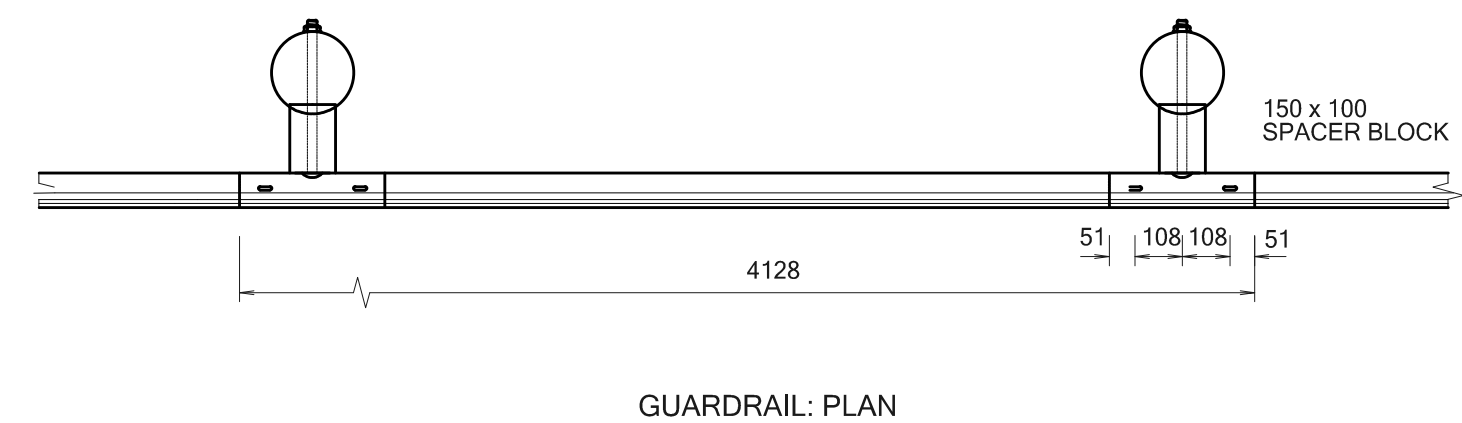 150 x 100
SPACER BLOCK
51 108 108 51
4128
GUARDRAIL: PLAN